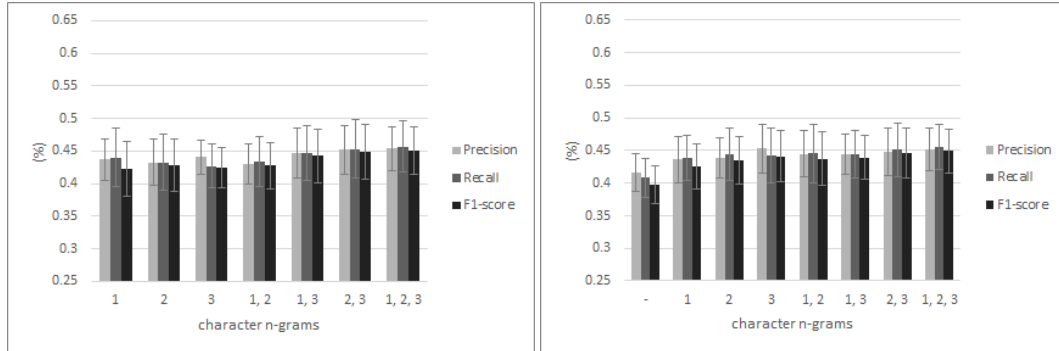 0.65
0.6
0.55
0.5
0.45
0.4
0.35
0.3
0.25
(%)
1 2 3 1, 2 1, 3 2, 3 1, 2, 3
character n-grams
Precision
Recall
F1-score
0.65
0.6
0.55
0.5
0.45
0.4
0.35
0.3
0.25
(%)
- 1 2 3 1, 2 1, 3 2, 3 1, 2, 3
character n-grams
Precision
Recall
F1-score